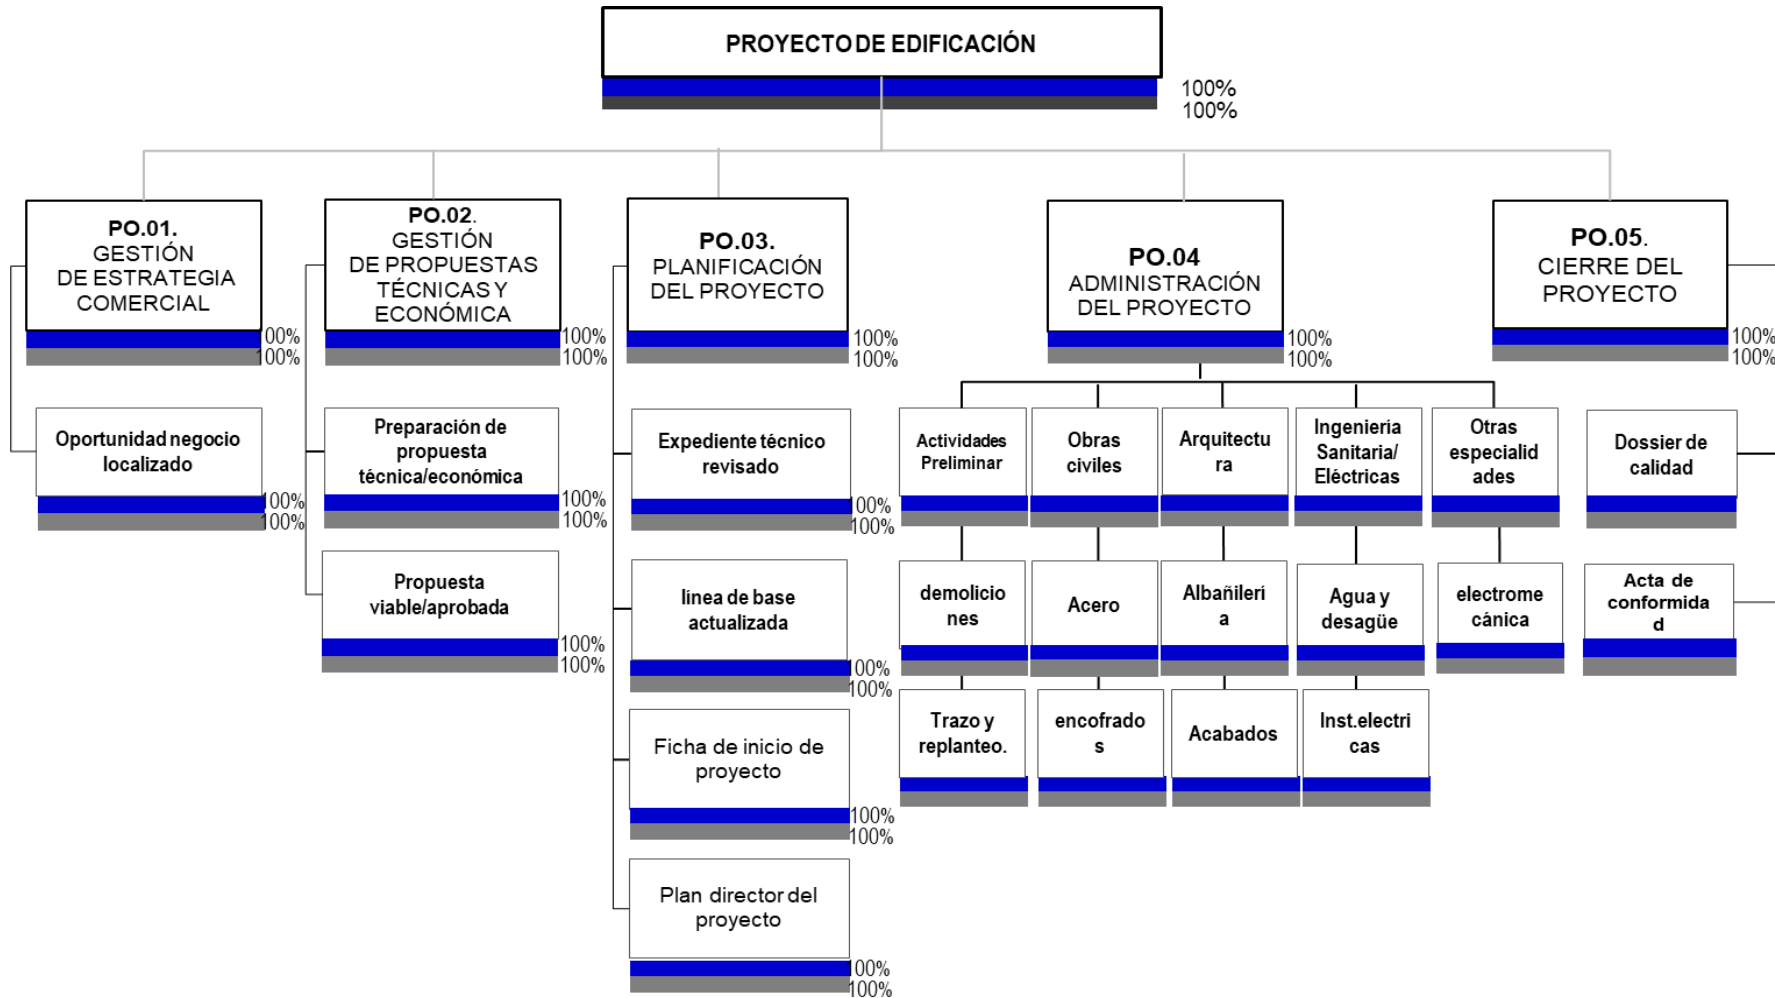 PROYECTO DE EDIFICACIÓN
100%
100%
PO.01.
GESTIÓN
DE ESTRATEGIA
COMERCIAL
100%
100%
PO.02.
GESTIÓN
DE PROPUESTAS
TÉCNICAS Y
ECONÓMICA
100%
100%
PO.03.
PLANIFICACIÓN
DEL PROYECTO
100%
100%
PO.04
ADMINISTRACIÓN
DEL PROYECTO
100%
100%
PO.05.
CIERRE DEL
PROYECTO
100%
100%
Oportunidad negocio
localizado
100%
100%
Preparación de
propuesta
técnica/económica
100%
100%
Expediente técnico
revisado
100%
100%
Actividades
Preliminar
Obras
civiles
Arquitectu
ra
Ingeniería
Sanitaria/
Eléctricas
Otras
especialid
ades
Dossier de
calidad
Propuesta
viable/aprobada
100%
100%
línea de base
actualizada
100%
100%
demolicio
nes
Acero
Albañilerí
a
Agua y
desagüe
electrome
cánica
Acta de
conformida
d
Ficha de inicio de
proyecto
100%
100%
Trazo y
replanteo.
encofrado
s
Acabados
Inst.electri
cas
Plan director del
proyecto
100%
100%